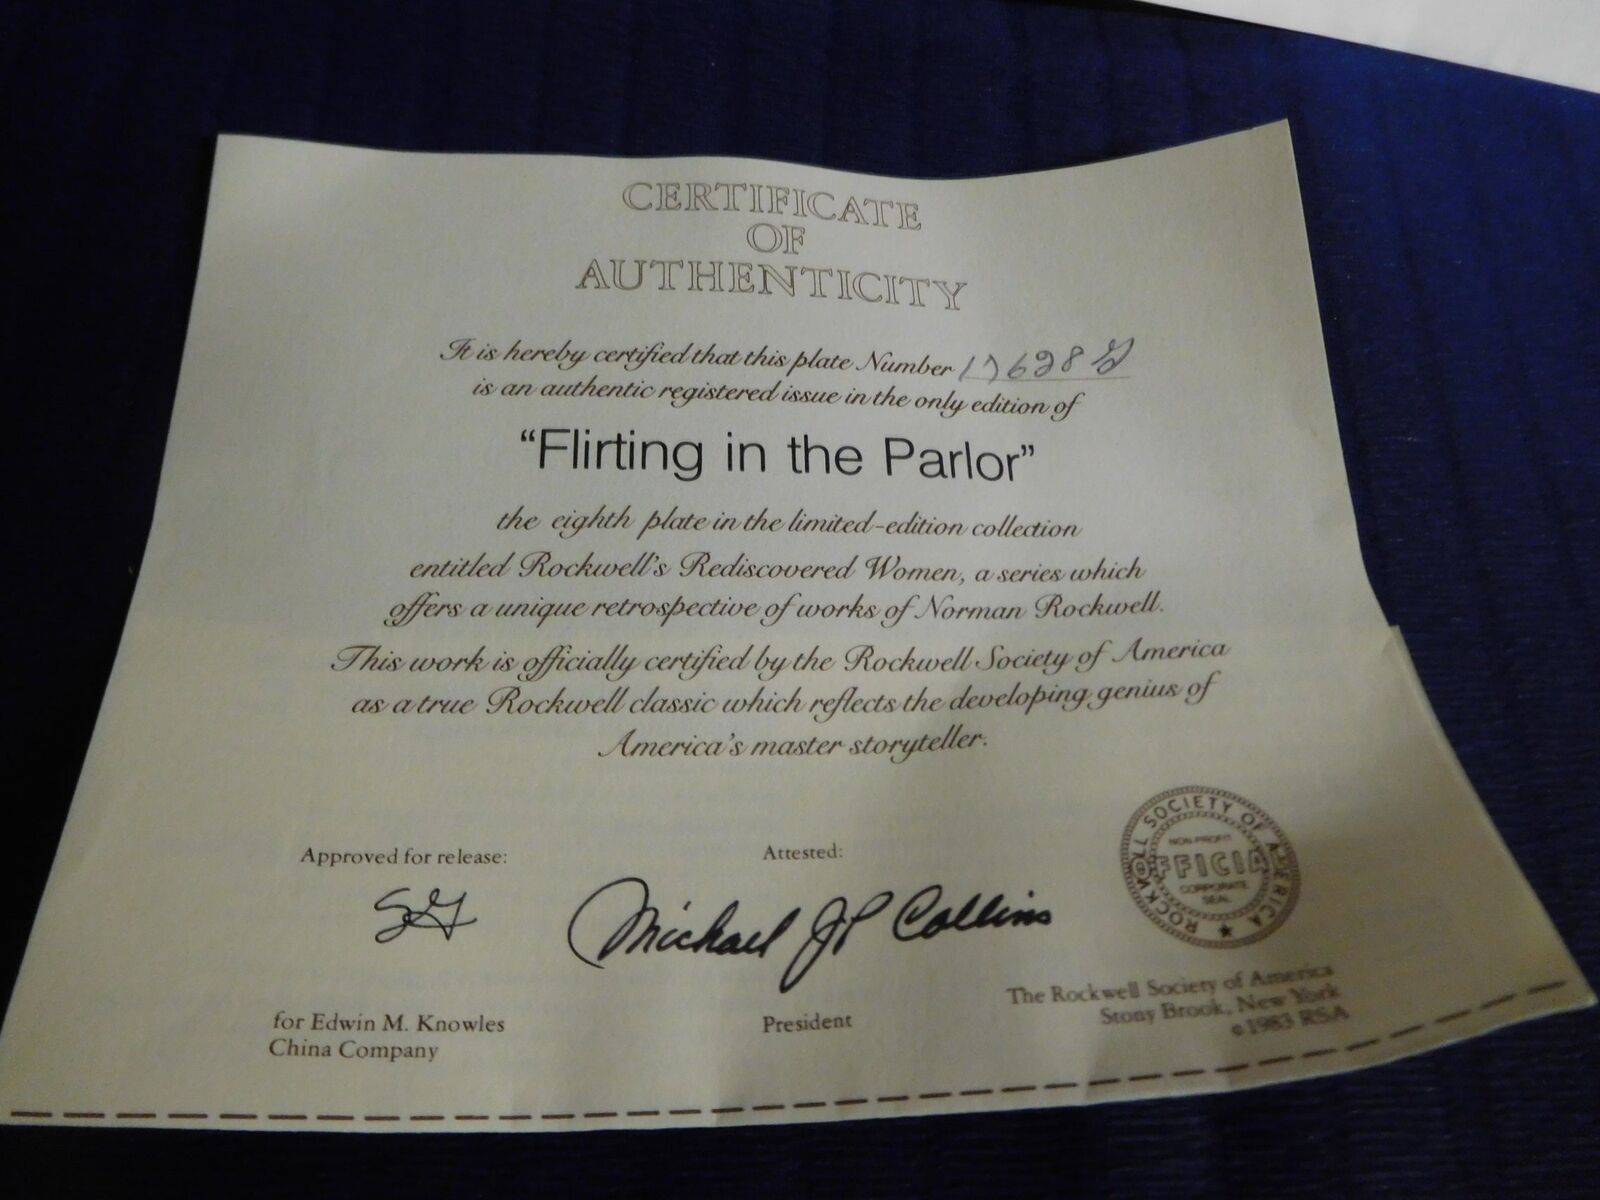 CERTIFICATE
OF
AUTHENTICITY
It is hereby certified that this plate Number 17628
is an authentic registered issue in the only edition of
"Flirting in the Parlor"
the eighth plate in the limited-edition collection
entitled Rockwell's Rediscovered Women, a series which
offers a unique retrospective of works of Norman Rockwell.
This work is officially certified by the Rockwell Society of America
as a true Rockwell classic which reflects the developing genius of
America's master storyteller.
Approved for release:
for Edwin M. Knowles
China Company
Attested:
Michael JP Collins
President
ROCKWELL SOCIETY OF AMERICA
NON-PROFIT
OFFICIAL
CORPORATE
SEAL
The Rockwell Society of America
Stony Brook, New York
©1983 RSA